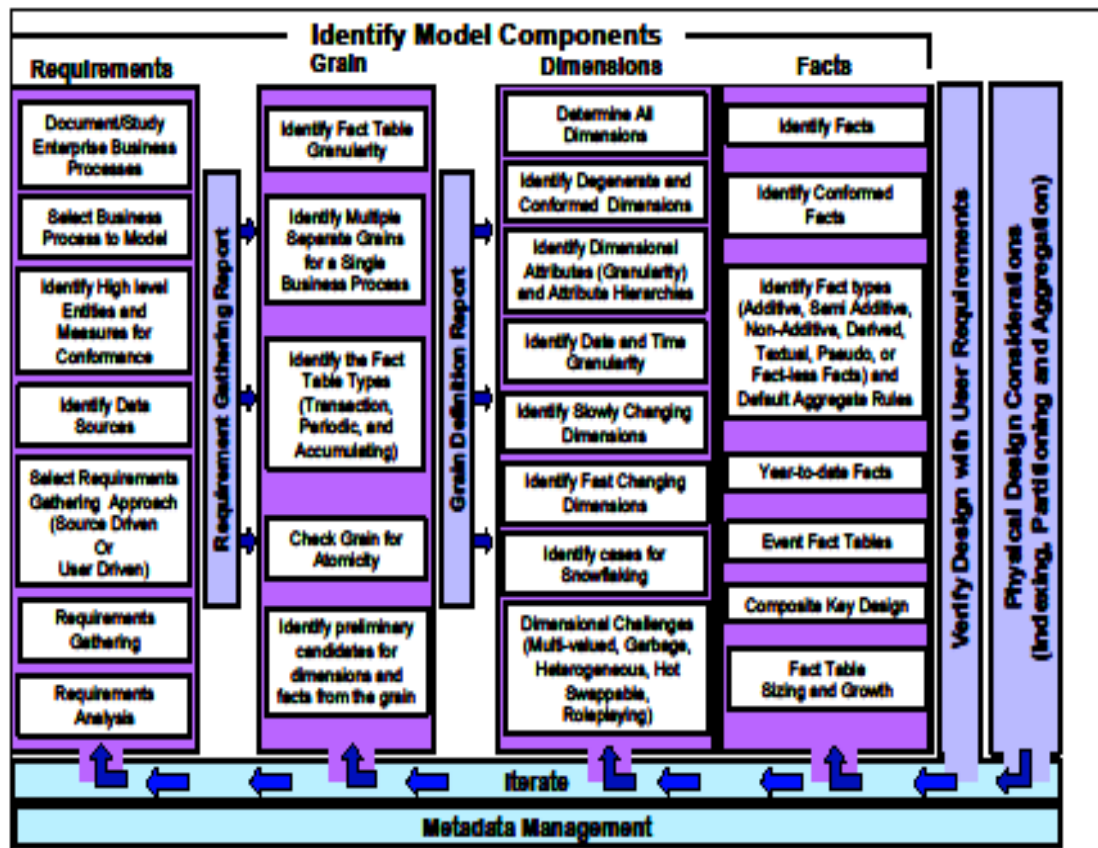 Identify Model Components
Requirements
Grain
Dimensions
Facts
Document/Study
Enterprise Business
Processes
Select Business
Process to Model
Identify High level
Entities and
Measures for
Conformance
Identify Data
Sources
Select Requirements
Gathering Approach
(Source Driven
Or
User Driven)
Requirements
Gathering
Requirements
Analysis
Requirement Gathering Report
Identify Fact Table
Granularity
Identify Multiple
Separate Grains
for a Single
Business Process
Identify the Fact
Table Types
(Transaction,
Periodic, and
Accumulating)
Check Grain for
Atomicity
Identify preliminary
candidates for
dimensions and
facts from the grain
Grain Definition Report
Determine All
Dimensions
Identify Degenerate and
Conformed Dimensions
Identify Dimensional
Attributes (Granularity)
and Attribute Hierarchies
Identify Date and Time
Granularity
Identify Slowly Changing
Dimensions
Identify Fast Changing
Dimensions
Identify cases for
Snowflaking
Dimensional Challenges
(Multi-valued, Garbage,
Heterogeneous, Hot
Swappable,
Roleplaying)
Identify Facts
Identify Conformed
Facts
Identify Fact types
(Additive, Semi Additive,
Non-Additive, Derived,
Textual, Pseudo, or
Fact-less Facts) and
Default Aggregate Rules
Year-to-date Facts
Event Fact Tables
Composite Key Design
Fact Table
Sizing and Growth
Verify Design with User Requirements
Physical Design Considerations
(Indexing, Partitioning and Aggregation)
Iterate
Metadata Management